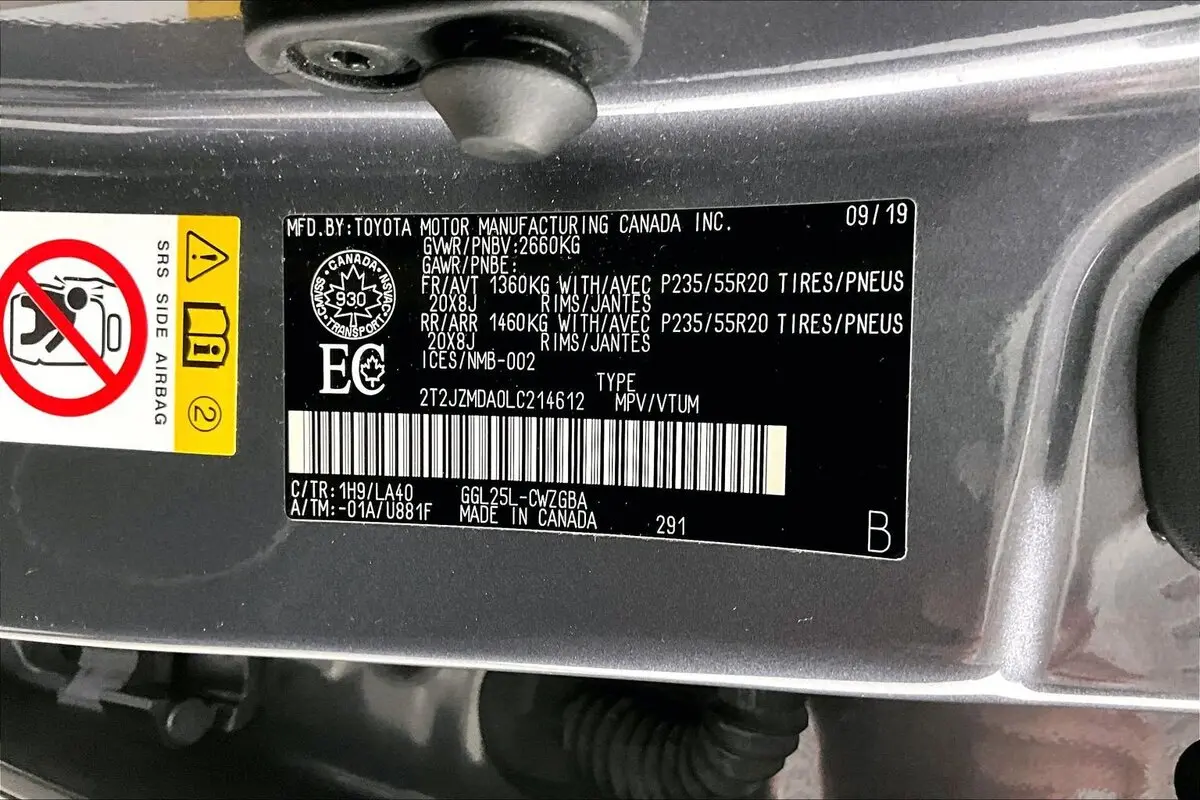 MFD.BY:TOYOTA MOTOR MANUFACTURING CANADA INC. 09/19
GVWR/PNBV:2660KG
GAWR/PNBE:
FR/AVT 1360KG WITH/AVEC P235/55R20 TIRES/PNEUS
20X8J RIMS/JANTES
RR/ARR 1460KG WITH/AVEC P235/55R20 TIRES/PNEUS
20X8J RIMS/JANTES
ICES/NMB-002
CANADA
CMVSS NSVAC
930
TRANSPORT
EC
TYPE
2T2JZMDA0LC214612 MPV/VTUM
C/TR:1H9/LA40 GGL25L-CWZGBA
A/TM:-01A/U881F MADE IN CANADA 291
B
SRS SIDE AIRBAG
2